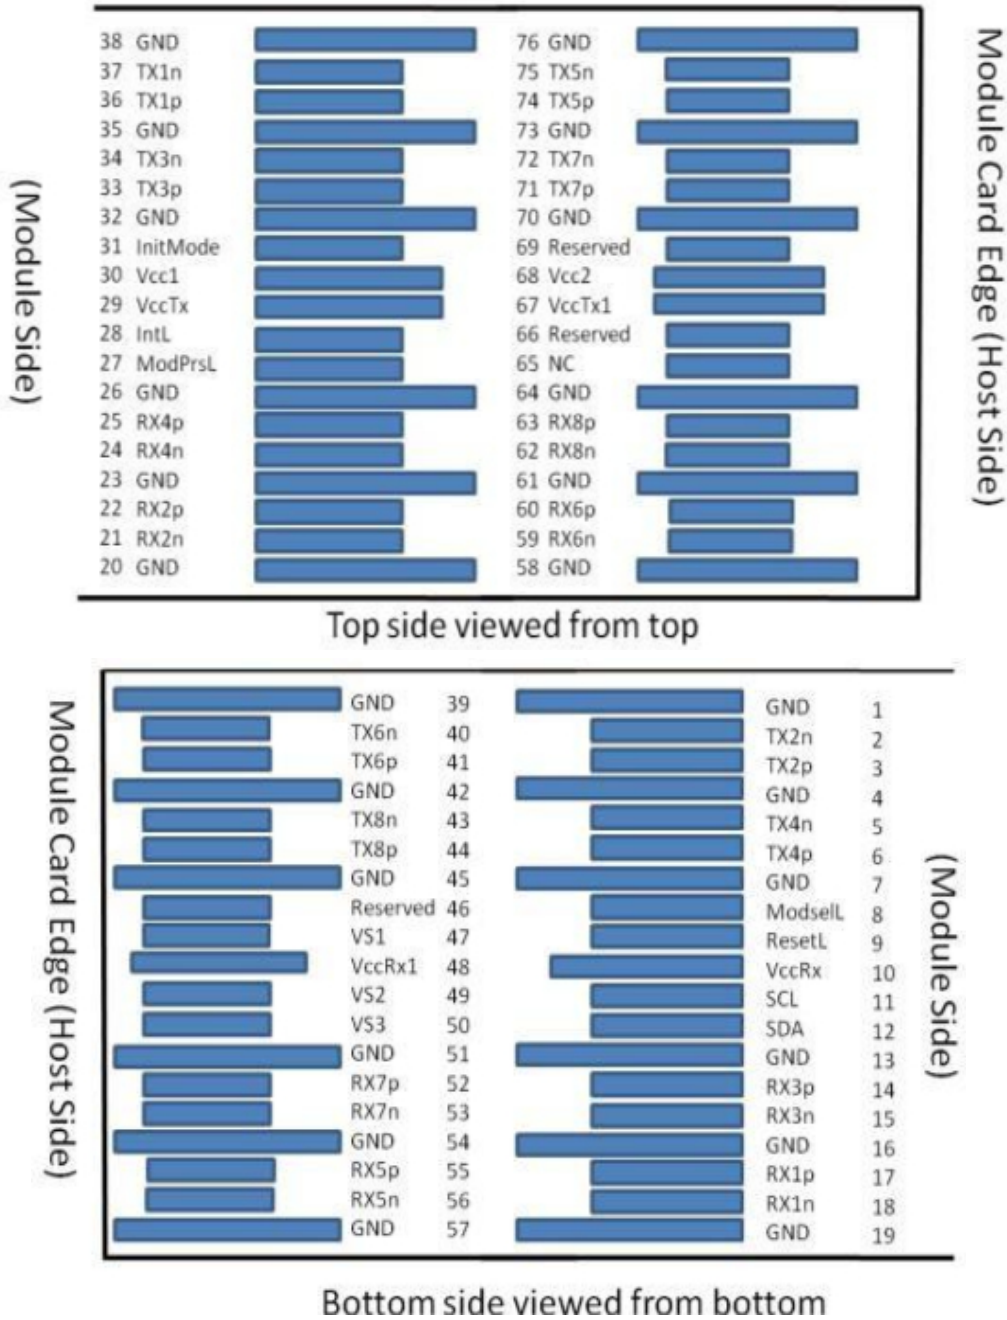 38 GND 76 GND
37 TX1n 75 TX5n
36 TX1p 74 TX5p
35 GND 73 GND
34 TX3n 72 TX7n
33 TX3p 71 TX7p
32 GND 70 GND
31 InitMode 69 Reserved
30 Vcc1 68 Vcc2
29 VccTx 67 VccTx1
28 IntL 66 Reserved
27 ModPrsL 65 NC
26 GND 64 GND
25 RX4p 63 RX8p
24 RX4n 62 RX8n
23 GND 61 GND
22 RX2p 60 RX6p
21 RX2n 59 RX6n
20 GND 58 GND
(Module Side)
Module Card Edge (Host Side)
Top side viewed from top
GND 39 GND 1
TX6n 40 TX2n 2
TX6p 41 TX2p 3
GND 42 GND 4
TX8n 43 TX4n 5
TX8p 44 TX4p 6
GND 45 GND 7
Reserved 46 ModselL 8
VS1 47 ResetL 9
VccRx1 48 VccRx 10
VS2 49 SCL 11
VS3 50 SDA 12
GND 51 GND 13
RX7p 52 RX3p 14
RX7n 53 RX3n 15
GND 54 GND 16
RX5p 55 RX1p 17
RX5n 56 RX1n 18
GND 57 GND 19
Module Card Edge (Host Side)
(Module Side)
Bottom side viewed from bottom